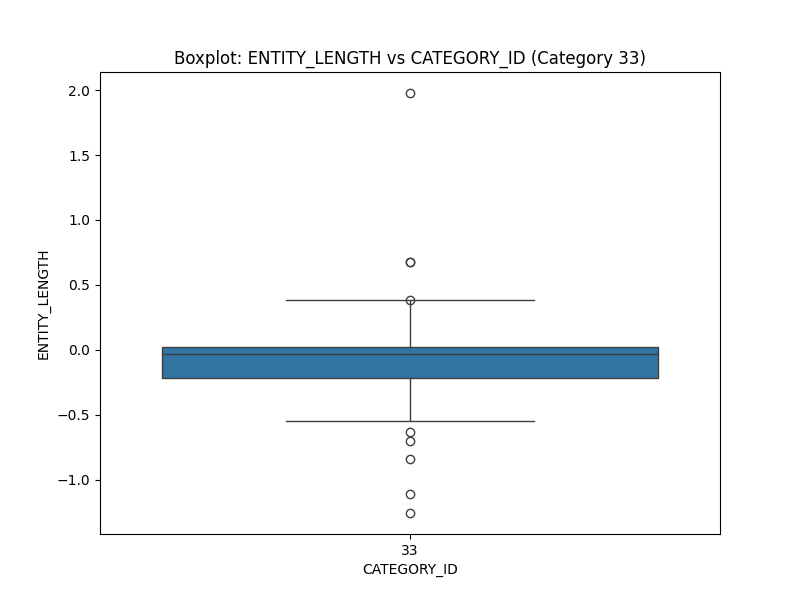 Boxplot: ENTITY_LENGTH vs CATEGORY_ID (Category 33)
2.0
1.5
1.0
0.5
0.0
−0.5
−1.0
ENTITY_LENGTH
33
CATEGORY_ID